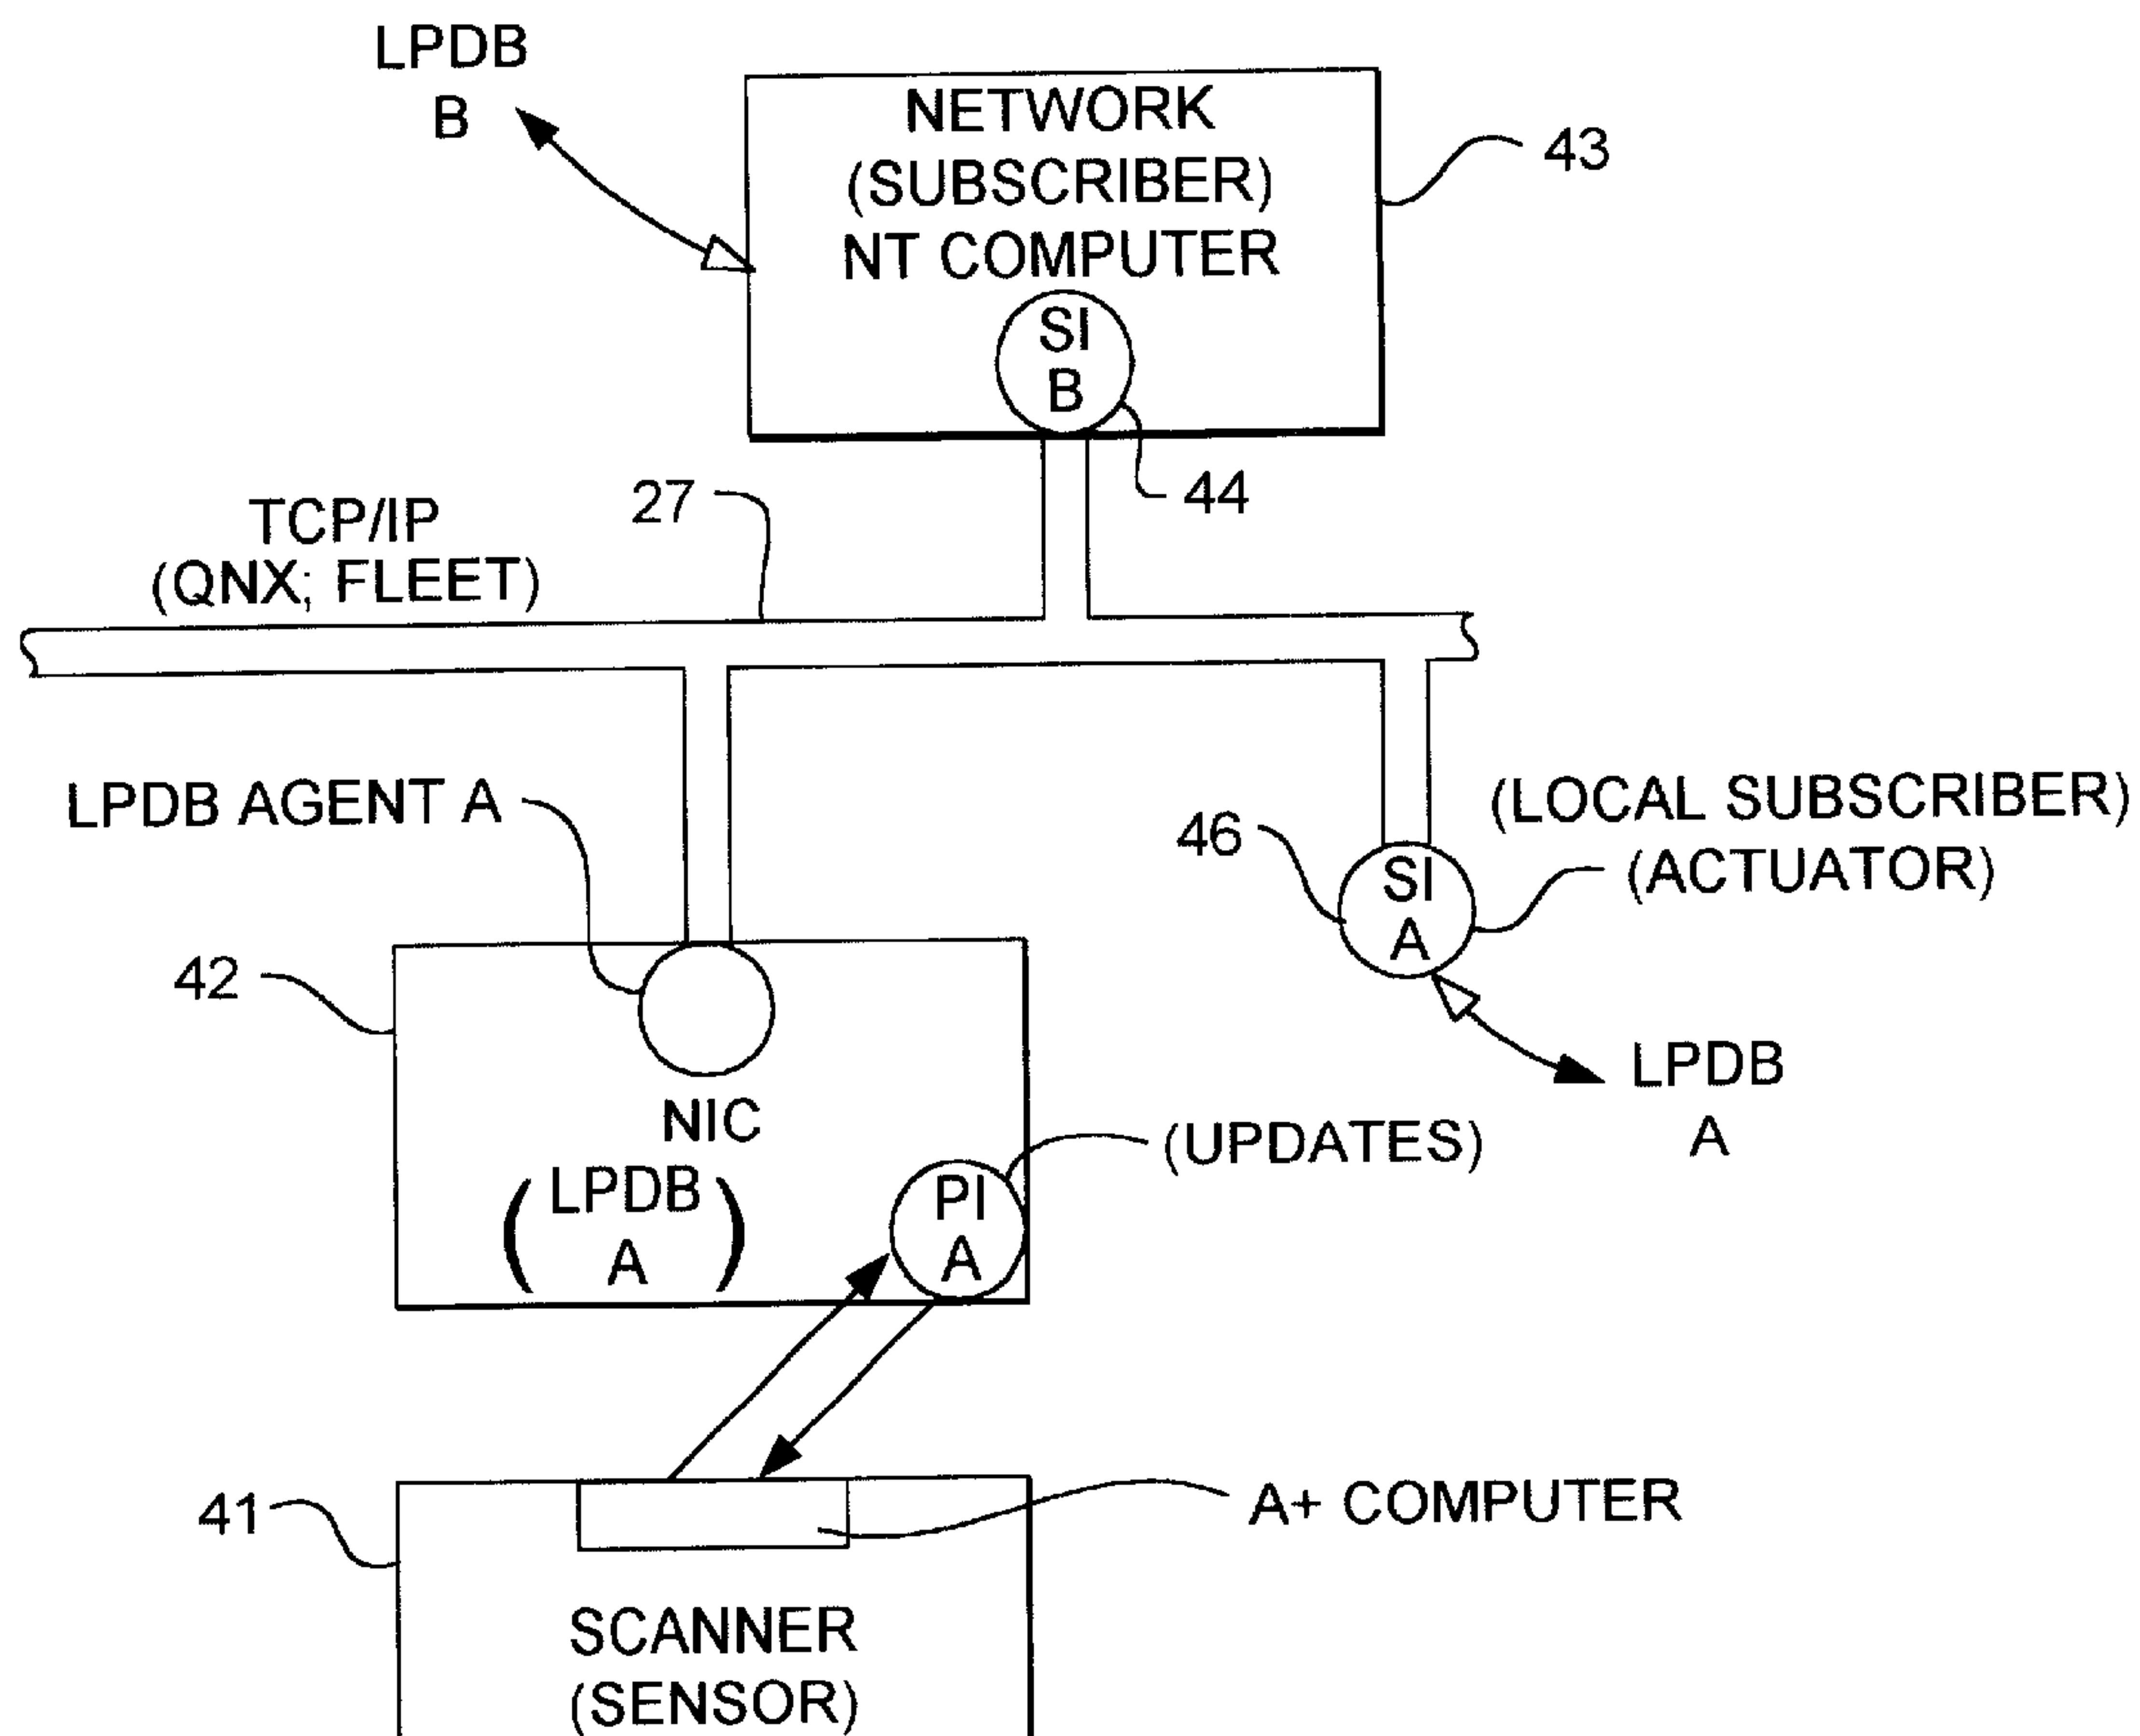 LPDB
B
NETWORK
(SUBSCRIBER)
NT COMPUTER
SI
B
43
44
27
TCP/IP
(QNX; FLEET)
LPDB AGENT A
(LOCAL SUBSCRIBER)
46
(ACTUATOR)
SI
A
42
LPDB
A
NIC
(UPDATES)
(LPDB
A)
PI
A
41
A+ COMPUTER
SCANNER
(SENSOR)